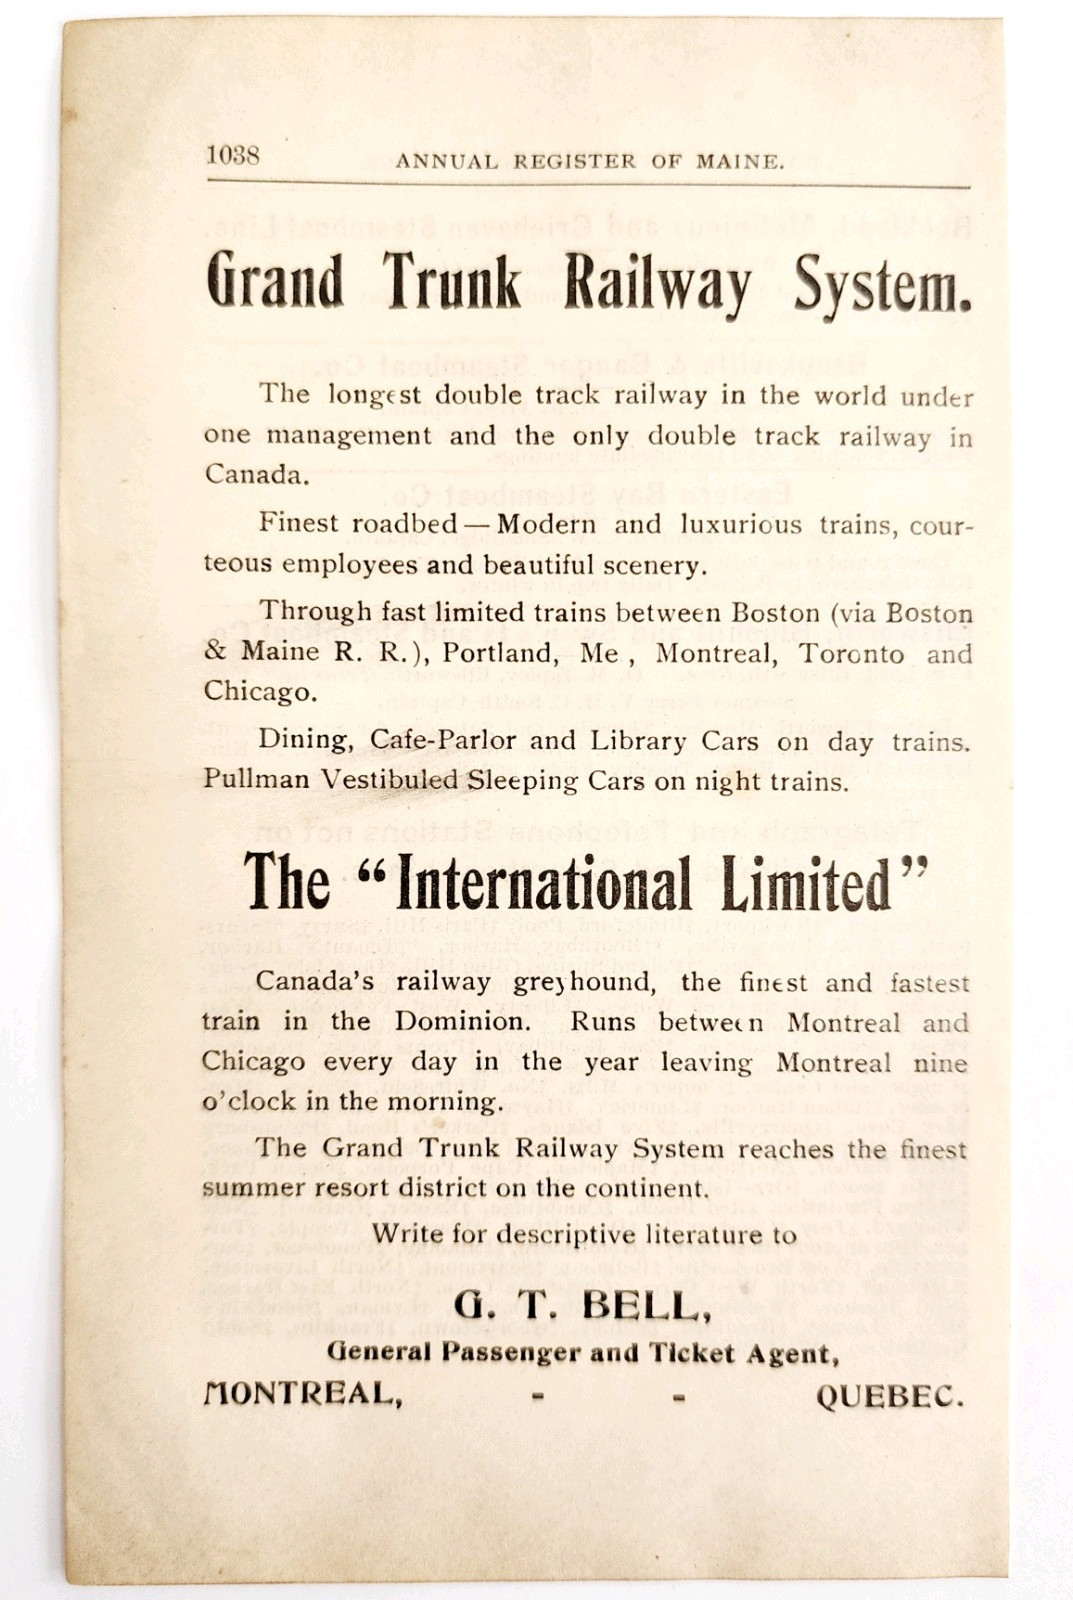 1038 ANNUAL REGISTER OF MAINE.
Grand Trunk Railway System.
The longest double track railway in the world under
one management and the only double track railway in
Canada.
Finest roadbed — Modern and luxurious trains, cour-
teous employees and beautiful scenery.
Through fast limited trains between Boston (via Boston
& Maine R. R.), Portland, Me , Montreal, Toronto and
Chicago.
Dining, Cafe-Parlor and Library Cars on day trains.
Pullman Vestibuled Sleeping Cars on night trains.
The “International Limited”
Canada's railway greyhound, the finest and fastest
train in the Dominion. Runs between Montreal and
Chicago every day in the year leaving Montreal nine
o'clock in the morning.
The Grand Trunk Railway System reaches the finest
summer resort district on the continent.
Write for descriptive literature to
G. T. BELL,
General Passenger and Ticket Agent,
MONTREAL, - - QUEBEC.